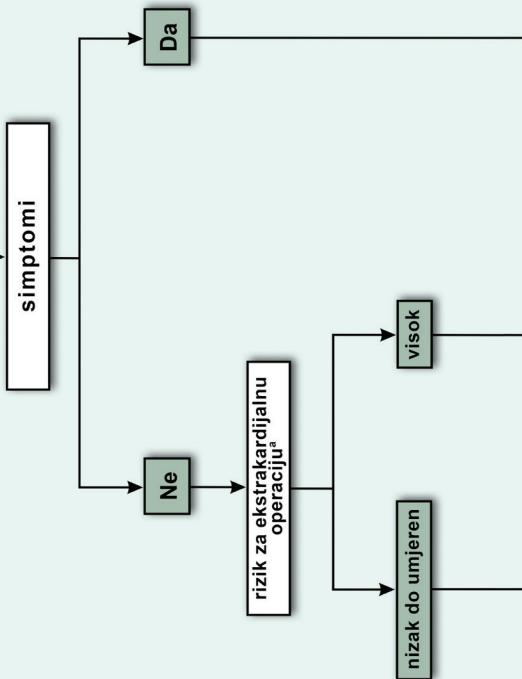 simptomi
Ne
Da
rizik za ekstrakardijalnu
operacijuᵃ
nizak do umjeren
visok